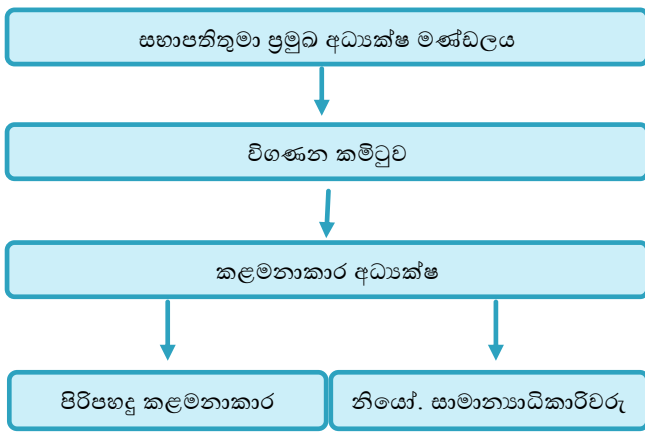 සභාපතිතුමා ප්‍රමුඛ අධ්‍යක්ෂ මණ්ඩලය
විගණන කමිටුව
කළමනාකාර අධ්‍යක්ෂ
පිරිපහදු කළමනාකාර
නියෝ. සාමාන්‍යාධිකාරිවරු